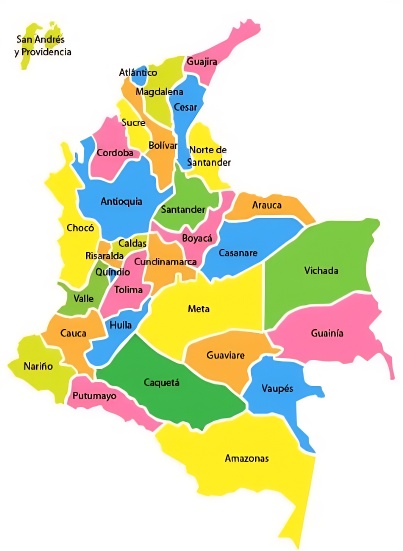 San Andrés
y Providencia
Guajira
Atlántico
Magdalena
Cesar
Sucre
Bolívar
Norte de
Santander
Cordoba
Antioquia
Santander
Arauca
Chocó
Boyacá
Caldas
Casanare
Risaralda
Cundinamarca
Quindío
Vichada
Tolima
Valle
Meta
Huila
Cauca
Guainía
Guaviare
Nariño
Caquetá
Vaupés
Putumayo
Amazonas